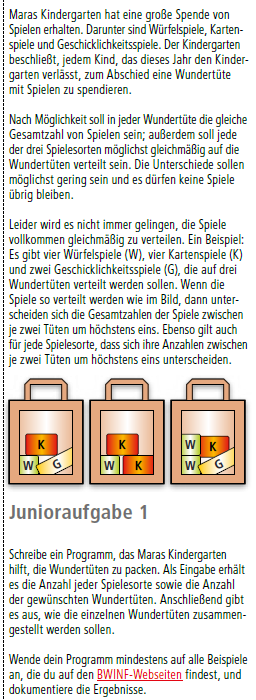 Maras Kindergarten hat eine große Spende von
Spielen erhalten. Darunter sind Würfelspiele, Karten-
spiele und Geschicklichkeitsspiele. Der Kindergarten
beschließt, jedem Kind, das dieses Jahr den Kinder-
garten verlässt, zum Abschied eine Wundertüte
mit Spielen zu spendieren.
Nach Möglichkeit soll in jeder Wundertüte die gleiche
Gesamtzahl von Spielen sein; außerdem soll jede
der drei Spielesorten möglichst gleichmäßig auf die
Wundertüten verteilt sein. Die Unterschiede sollen
möglichst gering sein und es dürfen keine Spiele
übrig bleiben.
Leider wird es nicht immer gelingen, die Spiele
vollkommen gleichmäßig zu verteilen. Ein Beispiel:
Es gibt vier Würfelspiele (W), vier Kartenspiele (K)
und zwei Geschicklichkeitsspiele (G), die auf drei
Wundertüten verteilt werden sollen. Wenn die
Spiele so verteilt werden wie im Bild, dann unter-
scheiden sich die Gesamtzahlen der Spiele zwischen
je zwei Tüten um höchstens eins. Ebenso gilt auch
für jede Spielesorte, dass sich ihre Anzahlen zwischen
je zwei Tüten um höchstens eins unterscheiden.
K
W G
K
W K
W K
W G
Junioraufgabe 1
Schreibe ein Programm, das Maras Kindergarten
hilft, die Wundertüten zu packen. Als Eingabe erhält
es die Anzahl jeder Spielesorte sowie die Anzahl
der gewünschten Wundertüten. Anschließend gibt
es aus, wie die einzelnen Wundertüten zusammen-
gestellt werden sollen.
Wende dein Programm mindestens auf alle Beispiele
an, die du auf den BWINF-Webseiten findest, und
dokumentiere die Ergebnisse.